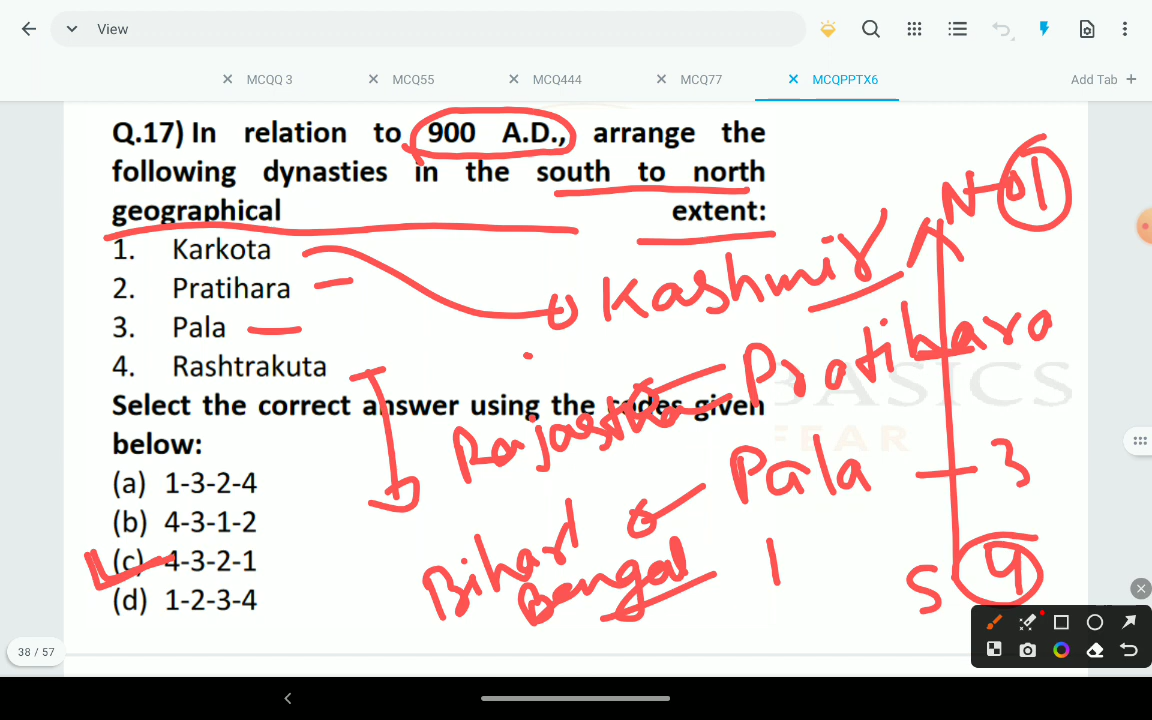 View
MCQQ 3
MCQ55
MCQ444
MCQ77
MCQPPTX6
Add Tab +
Q.17) In relation to 900 A.D., arrange the
following dynasties in the south to north
geographical extent:
1. Karkota
2. Pratihara
3. Pala
4. Rashtrakuta
Select the correct answer using the codes given
below:
(a) 1-3-2-4
(b) 4-3-1-2
(c) 4-3-2-1
(d) 1-2-3-4
N 1
Kashmir
Pratihara
Rajasthan
Pala 3
Bihar
Bengal
S 4
BASICS
FEAR
38 / 57